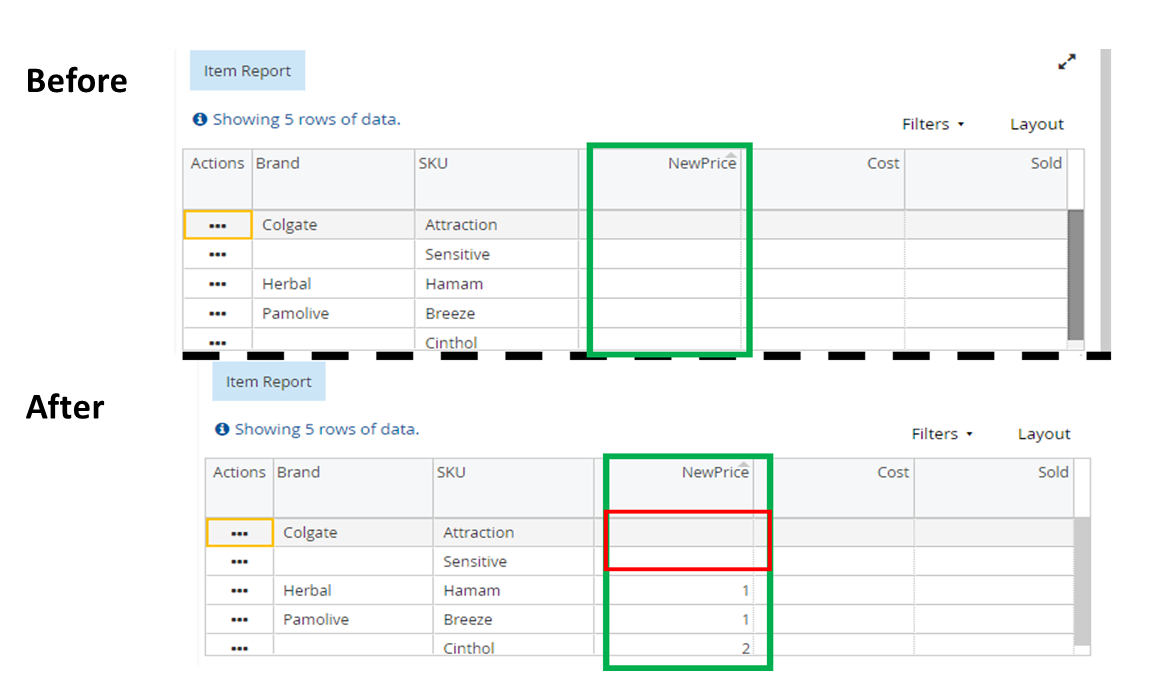 Before
Item Report
Showing 5 rows of data.
Filters
Layout
Actions Brand SKU NewPrice Cost Sold
••• Colgate Attraction
••• Sensitive
••• Herbal Hamam
••• Pamolive Breeze
••• Cinthol
After
Item Report
Showing 5 rows of data.
Filters
Layout
Actions Brand SKU NewPrice Cost Sold
••• Colgate Attraction
••• Sensitive
••• Herbal Hamam 1
••• Pamolive Breeze 1
••• Cinthol 2